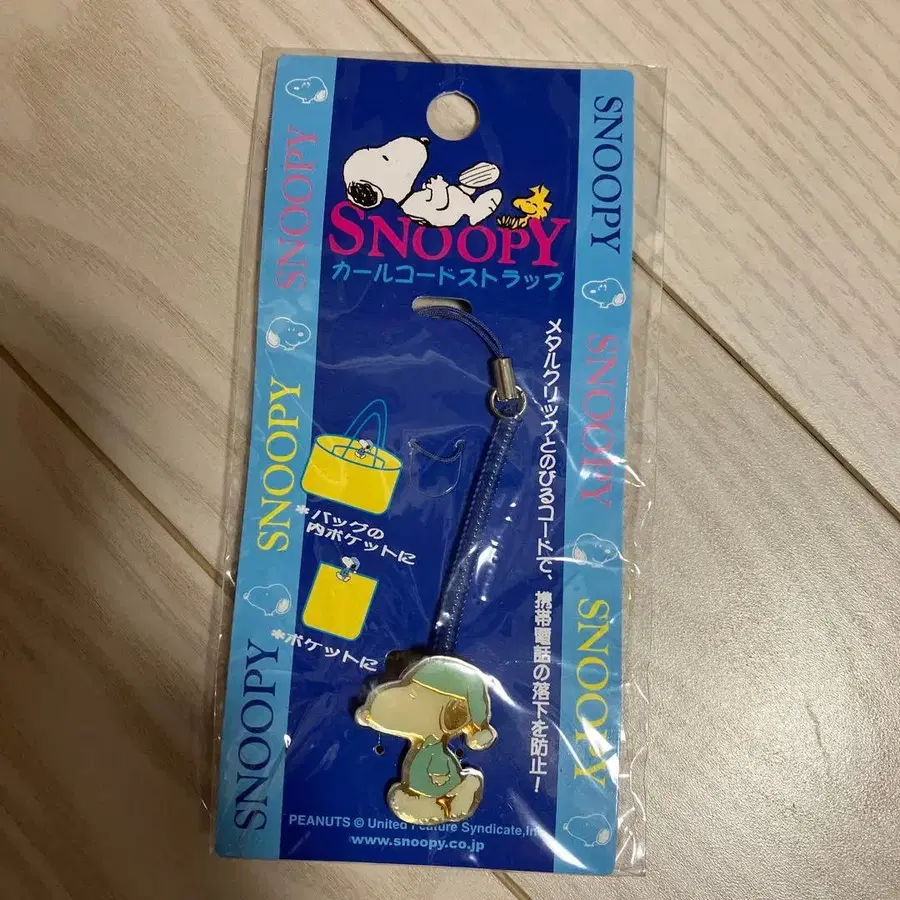 SNOOPY
カールコードストラップ
SNOOPY
SNOOPY
SNOOPY
SNOOPY
SNOOPY
SNOOPY
メタルクリップとのびるコードで、携帯電話の落下を防止!
*バッグの
内ポケットに
*ポケットに
PEANUTS © United Feature Syndicate,In
www.snoopy.co.jp